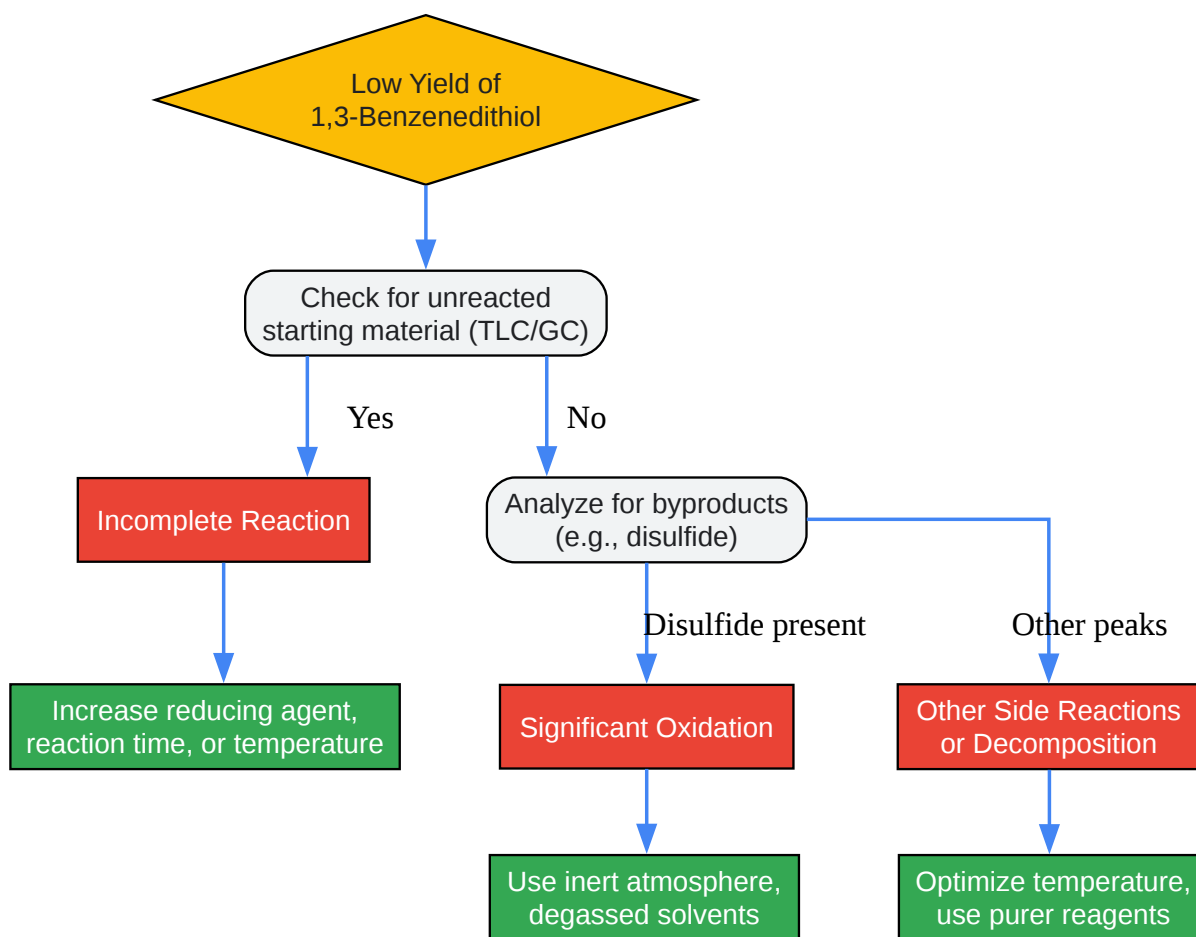 Low Yield of
1,3-Benzenedithiol
Check for unreacted
starting material (TLC/GC)
Yes
No
Incomplete Reaction
Analyze for byproducts
(e.g., disulfide)
Disulfide present
Other peaks
Increase reducing agent,
reaction time, or temperature
Significant Oxidation
Other Side Reactions
or Decomposition
Use inert atmosphere,
degassed solvents
Optimize temperature,
use purer reagents